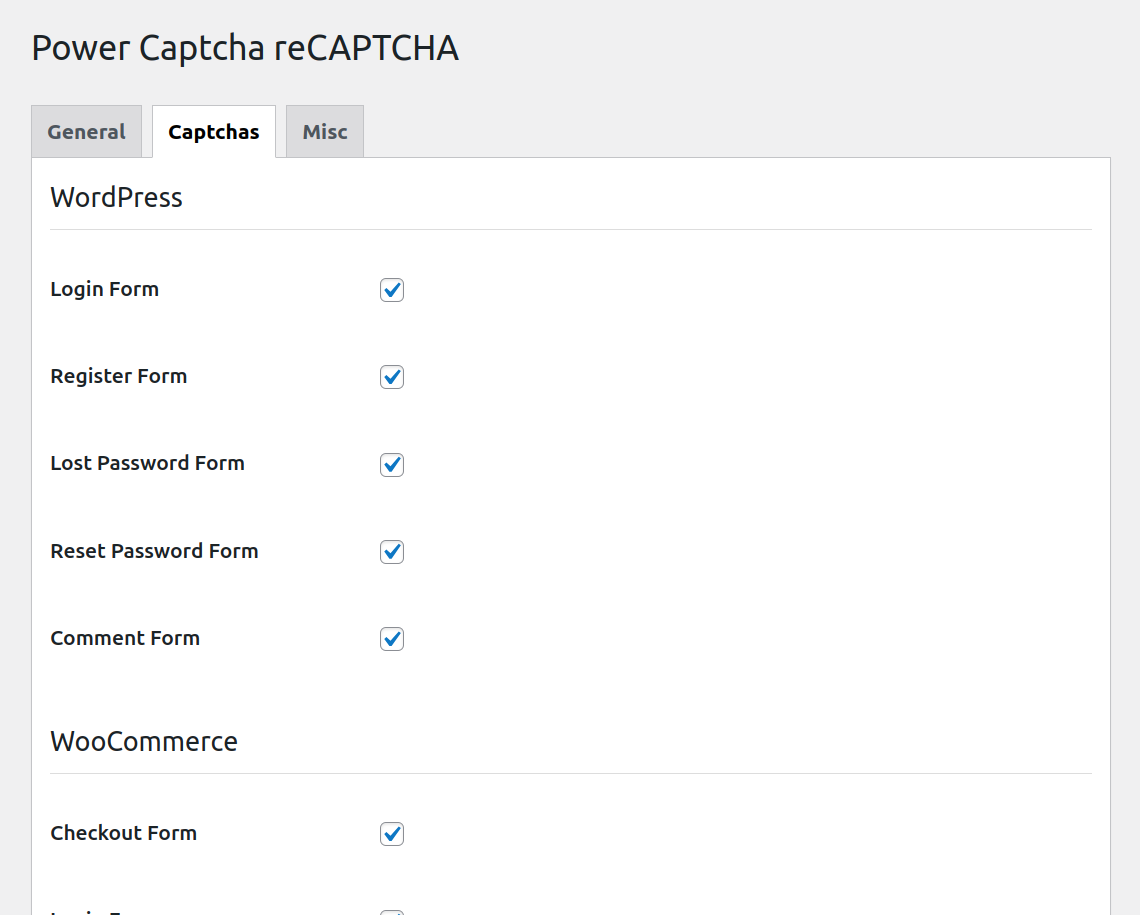 Power Captcha reCAPTCHA
General Captchas Misc
WordPress
Login Form
Register Form
Lost Password Form
Reset Password Form
Comment Form
WooCommerce
Checkout Form